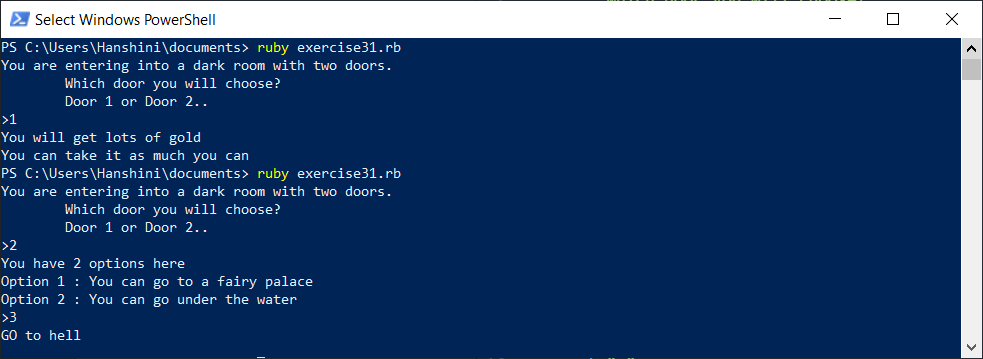 Select Windows PowerShell
PS C:\Users\Hanshini\documents> ruby exercise31.rb
You are entering into a dark room with two doors.
Which door you will choose?
Door 1 or Door 2..
>1
You will get lots of gold
You can take it as much you can
PS C:\Users\Hanshini\documents> ruby exercise31.rb
You are entering into a dark room with two doors.
Which door you will choose?
Door 1 or Door 2..
>2
You have 2 options here
Option 1 : You can go to a fairy palace
Option 2 : You can go under the water
>3
GO to hell